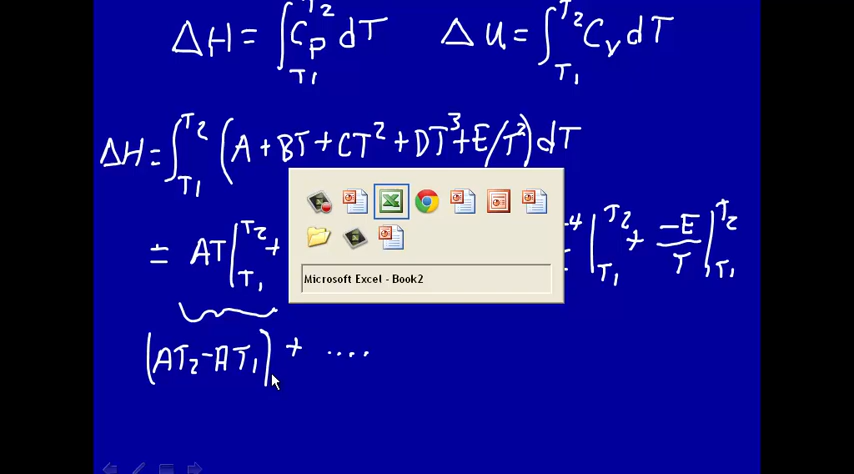 ΔH = ∫_{T1}^{T2} Cp dT   ΔU = ∫_{T1}^{T2} Cv dT
ΔH = ∫_{T1}^{T2} (A + BT + CT² + DT³ + E/T²) dT
= AT |_{T1}^{T2} + 4 |_{T1}^{T2} + -E/T |_{T1}^{T2}
Microsoft Excel - Book2
(AT2 - AT1) + ....